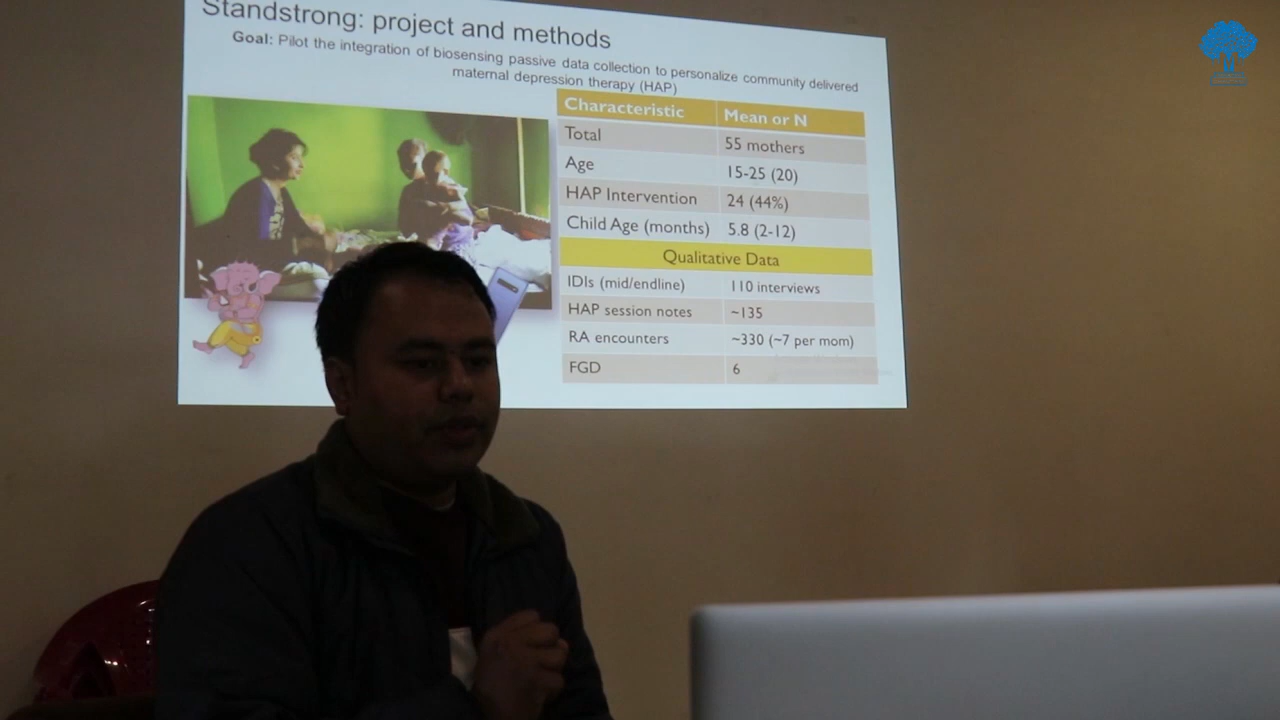 Standstrong: project and methods
Goal: Pilot the integration of biosensing passive data collection to personalize community delivered
maternal depression therapy (HAP)
Characteristic Mean or N
Total 55 mothers
Age 15-25 (20)
HAP Intervention 24 (44%)
Child Age (months) 5.8 (2-12)
Qualitative Data
IDIs (mid/endline) 110 interviews
HAP session notes ~135
RA encounters ~330 (~7 per mom)
FGD 6